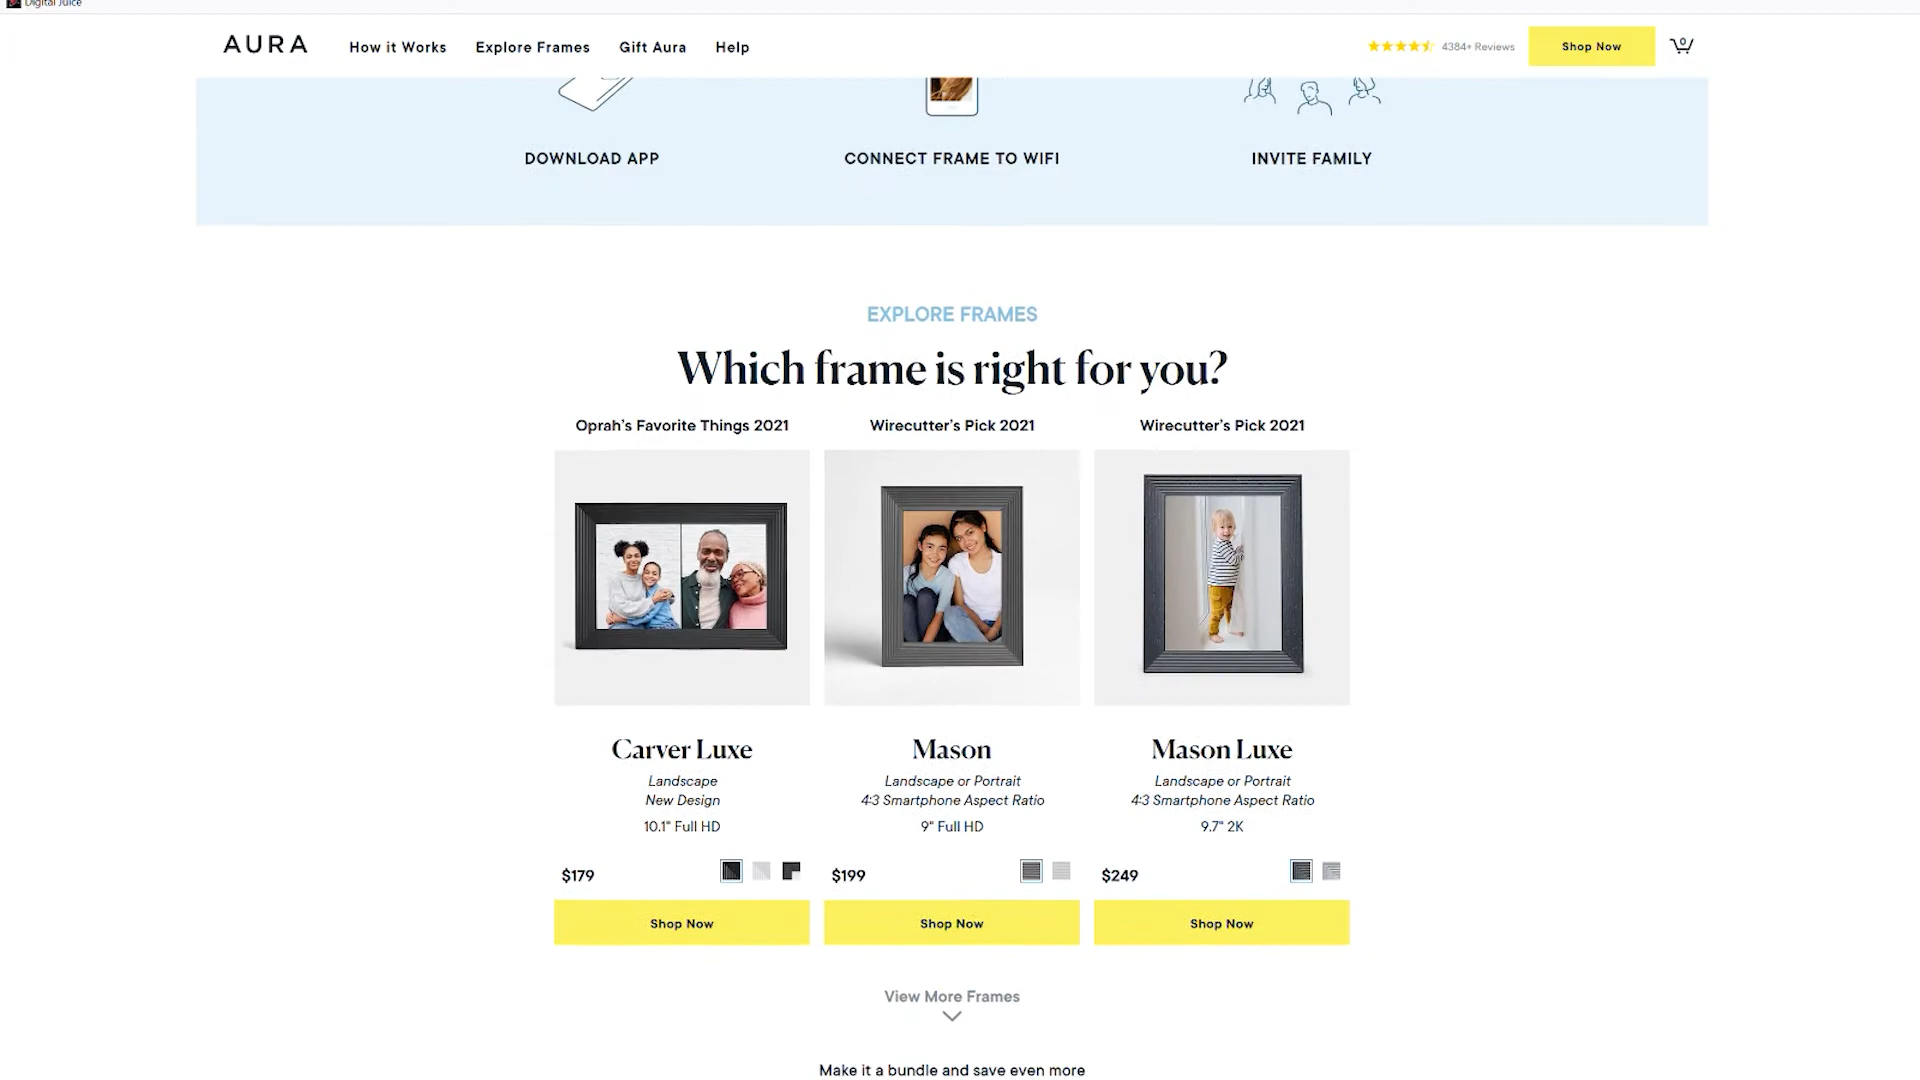 Digital Juice
AURA
How it Works
Explore Frames
Gift Aura
Help
4384+ Reviews
Shop Now
0
DOWNLOAD APP
CONNECT FRAME TO WIFI
INVITE FAMILY
EXPLORE FRAMES
Which frame is right for you?
Oprah's Favorite Things 2021
Wirecutter's Pick 2021
Wirecutter's Pick 2021
Carver Luxe
Landscape
New Design
10.1" Full HD
$179
Shop Now
Mason
Landscape or Portrait
4:3 Smartphone Aspect Ratio
9" Full HD
$199
Shop Now
Mason Luxe
Landscape or Portrait
4:3 Smartphone Aspect Ratio
9.7" 2K
$249
Shop Now
View More Frames
Make it a bundle and save even more